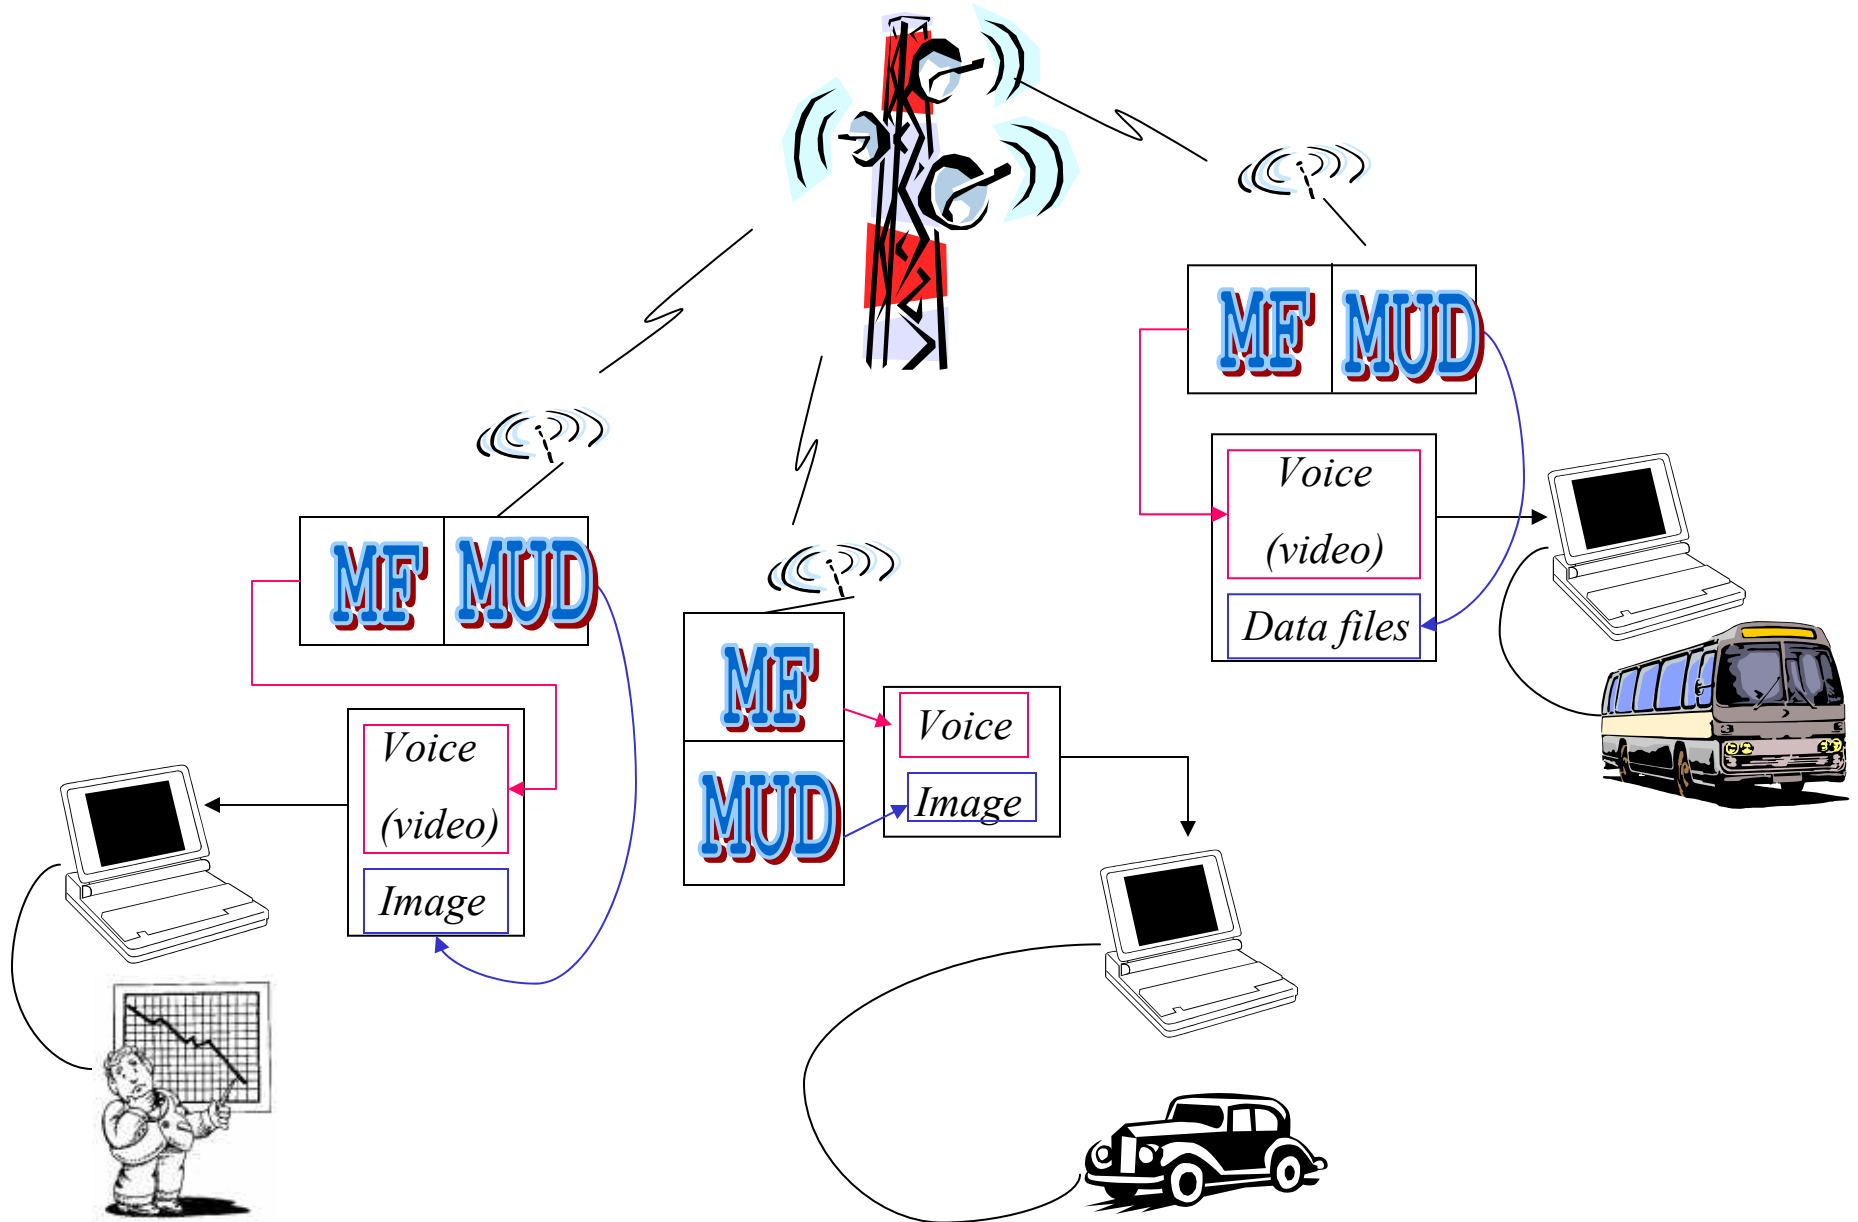 MF MUD
Voice
(video)
Data files
MF MUD
Voice
(video)
Image
MF
MUD
Voice
Image